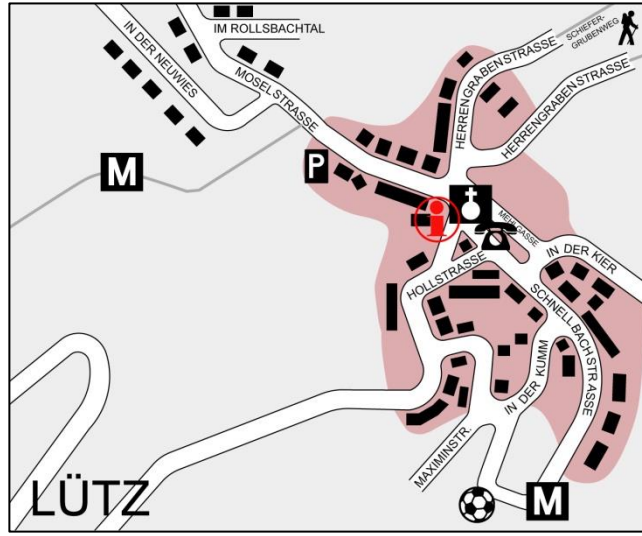 IM ROLLSBACHTAL
IN DER NEUWIES
MOSELSTRASSE
SCHIEFER-
GRUBENWEG
HERRENGRABENSTRASSE
HERRENGRABENSTRASSE
P
M
i
MEHLGASSE
IN DER KIER
HOLLSTRASSE
SCHNELLBACHSTRASSE
IN DER KUMM
MAXIMINSTR.
M
LÜTZ